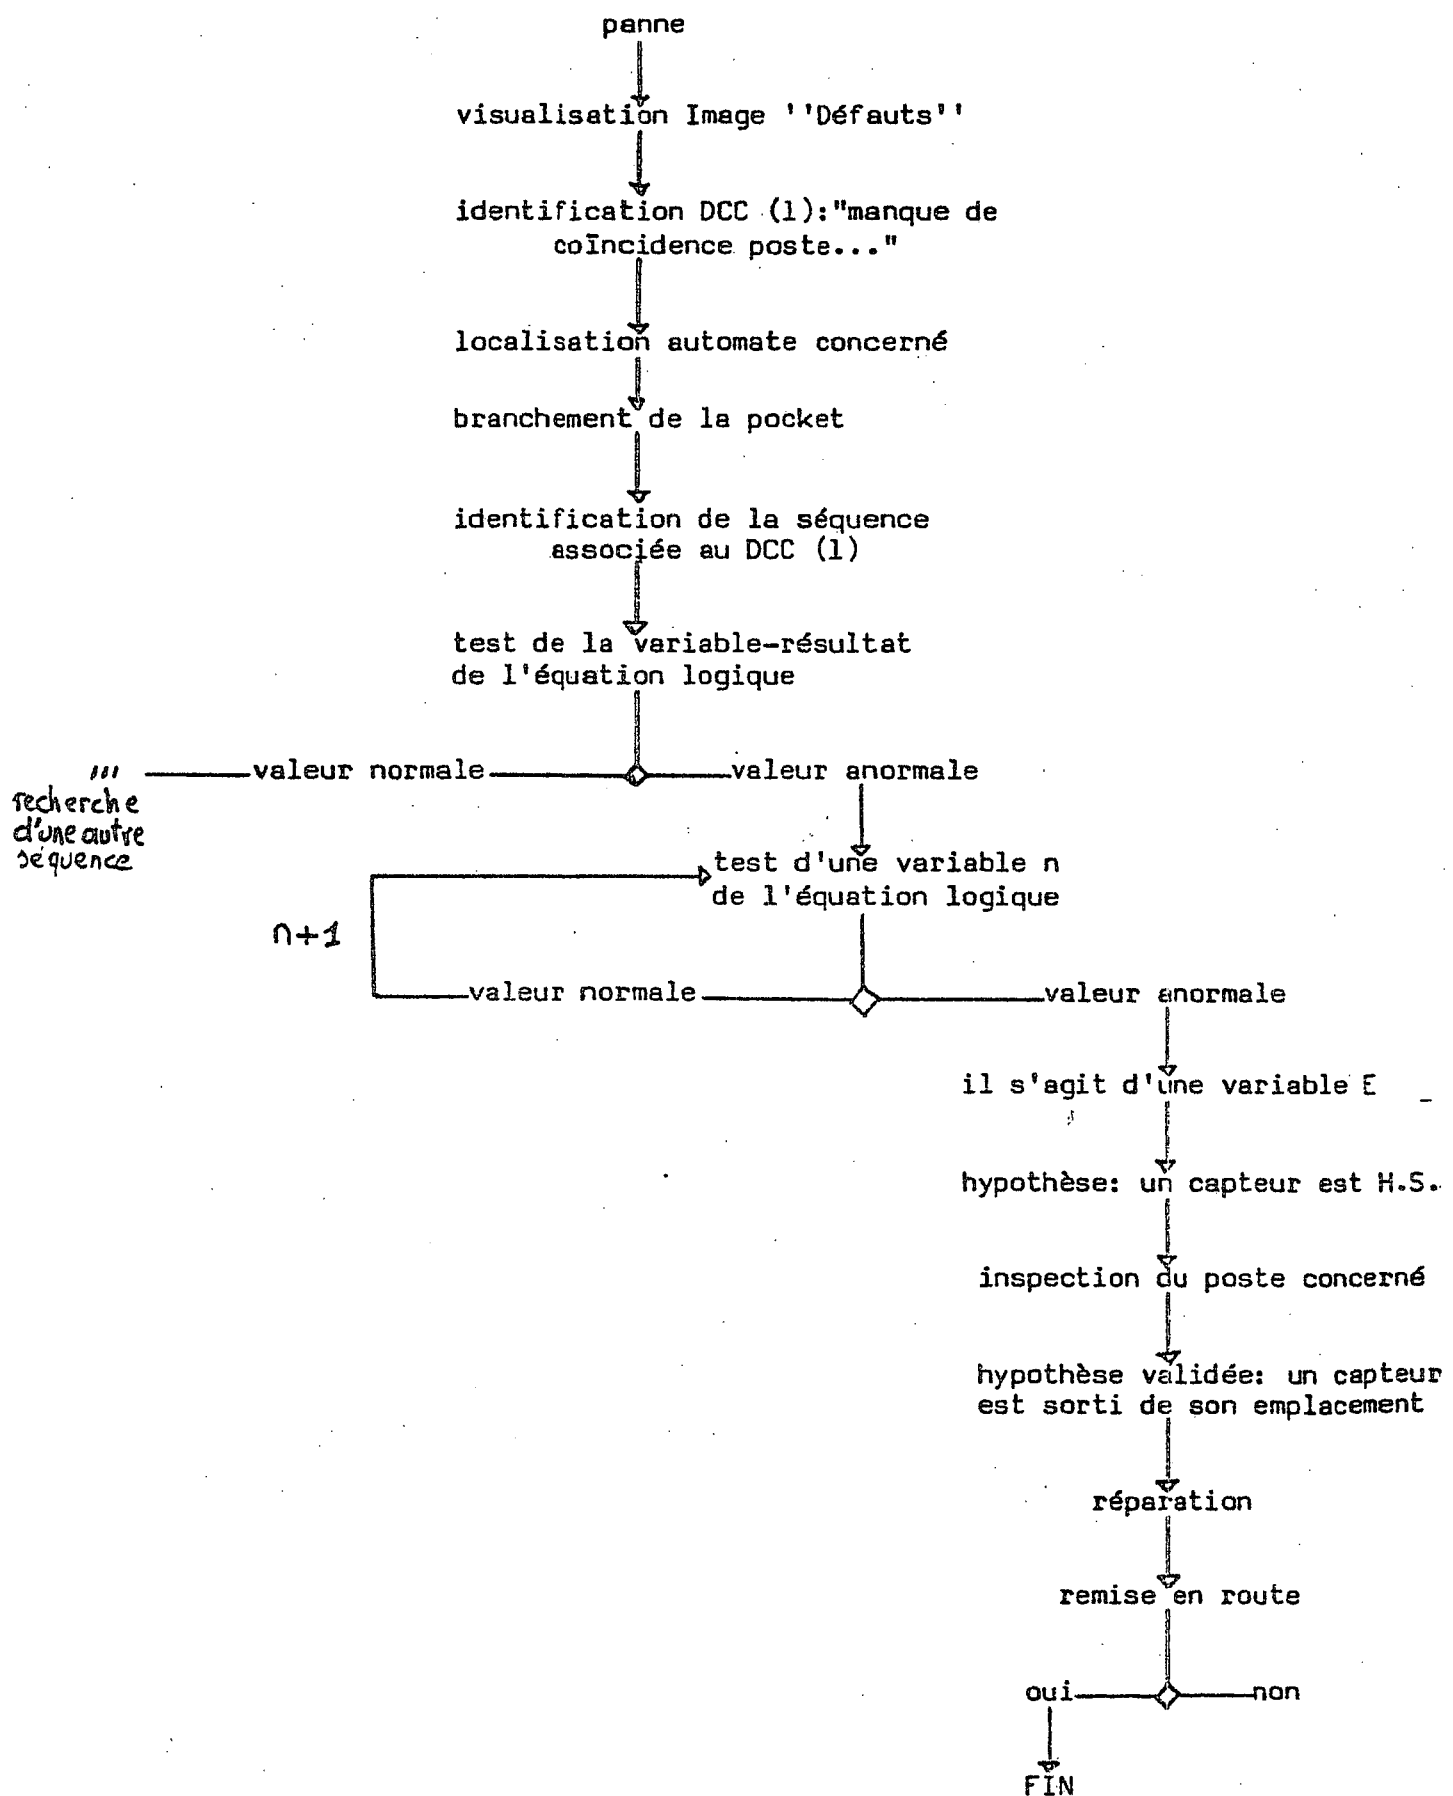 panne
visualisation Image ''Défauts''
identification DCC (1):"manque de
coïncidence poste..."
localisation automate concerné
branchement de la pocket
identification de la séquence
associée au DCC (1)
test de la variable-résultat
de l'équation logique
''' valeur normale valeur anormale
recherche
d'une autre
séquence
test d'une variable n
de l'équation logique
n+1
valeur normale valeur anormale
il s'agit d'une variable E
hypothèse: un capteur est H.S.
inspection du poste concerné
hypothèse validée: un capteur
est sorti de son emplacement
réparation
remise en route
oui non
FIN